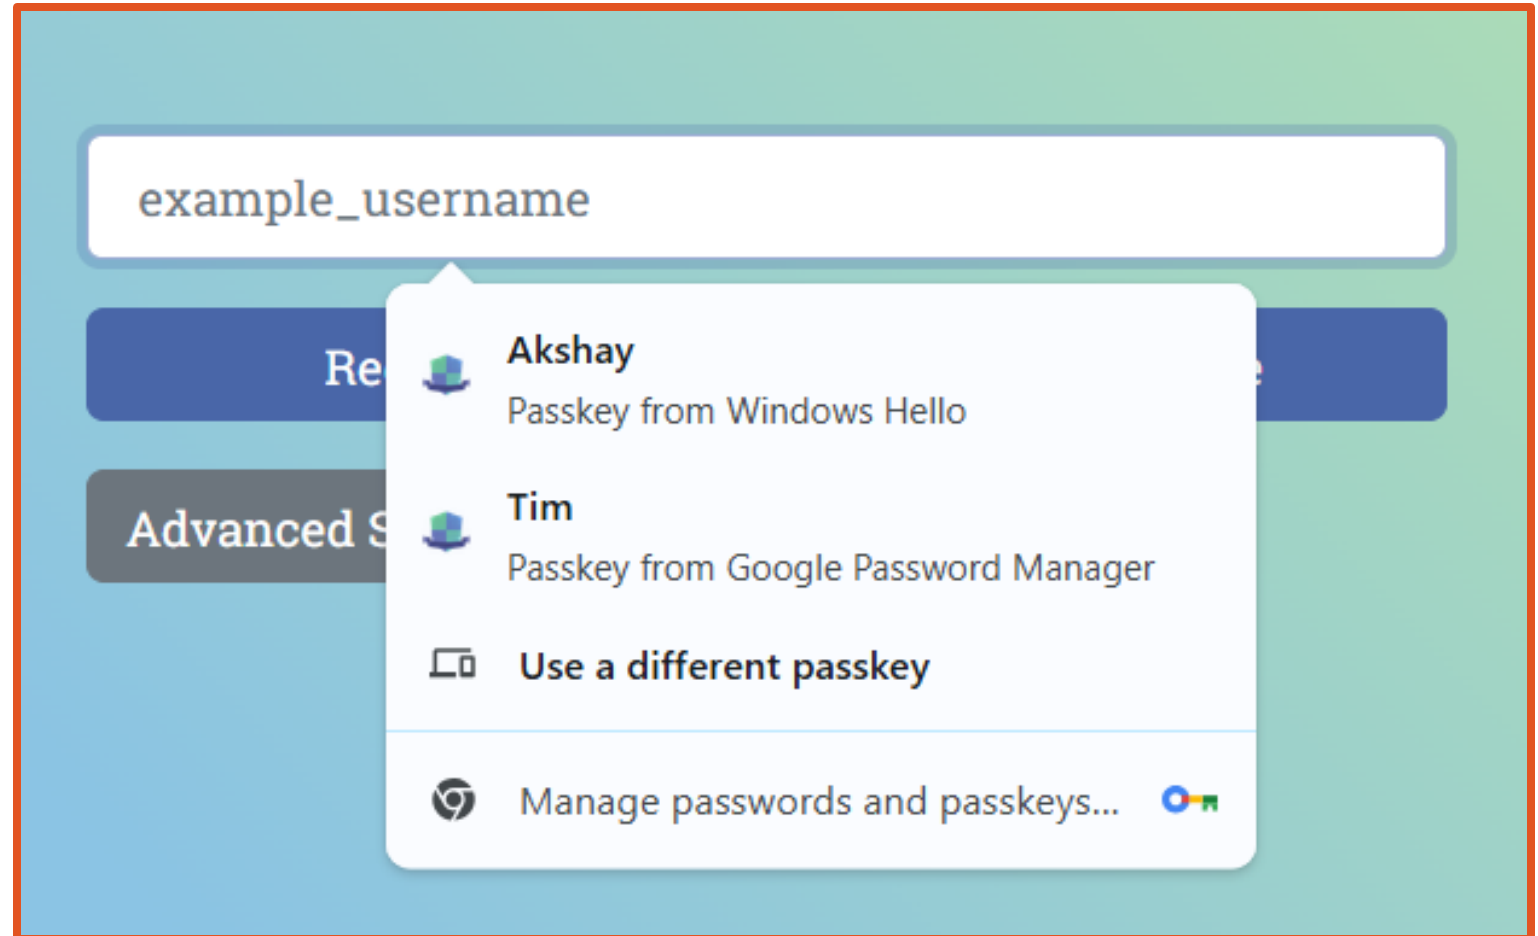 example_username
Akshay
Passkey from Windows Hello
Tim
Passkey from Google Password Manager
Advanced
Use a different passkey
Manage passwords and passkeys...